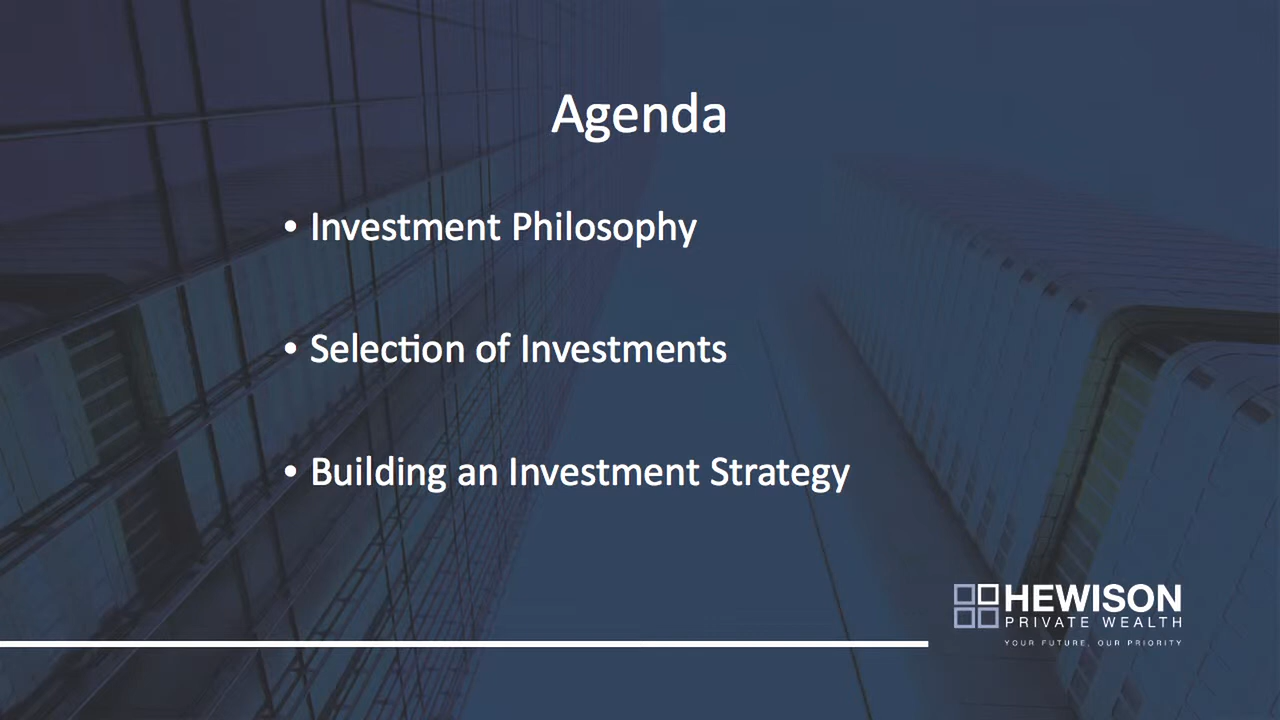 Agenda
• Investment Philosophy
• Selection of Investments
• Building an Investment Strategy
HEWISON
PRIVATE WEALTH
YOUR FUTURE, OUR PRIORITY